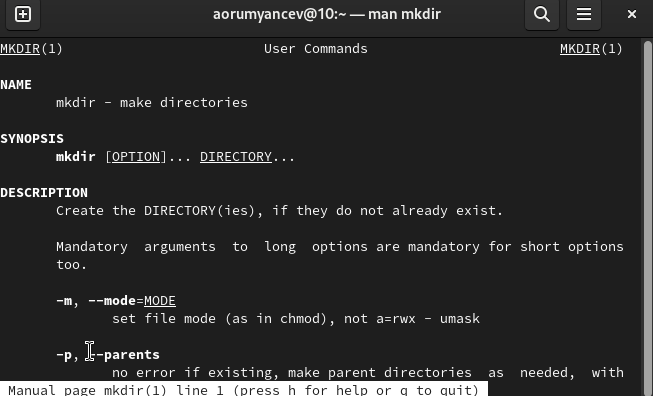 aorumyancev@10:~ — man mkdir
MKDIR(1) User Commands MKDIR(1)
NAME
mkdir - make directories
SYNOPSIS
mkdir [OPTION]... DIRECTORY...
DESCRIPTION
Create the DIRECTORY(ies), if they do not already exist.
Mandatory arguments to long options are mandatory for short options
too.
-m, --mode=MODE
set file mode (as in chmod), not a=rwx - umask
-p, --parents
no error if existing, make parent directories as needed, with
Manual page mkdir(1) line 1 (press h for help or q to quit)